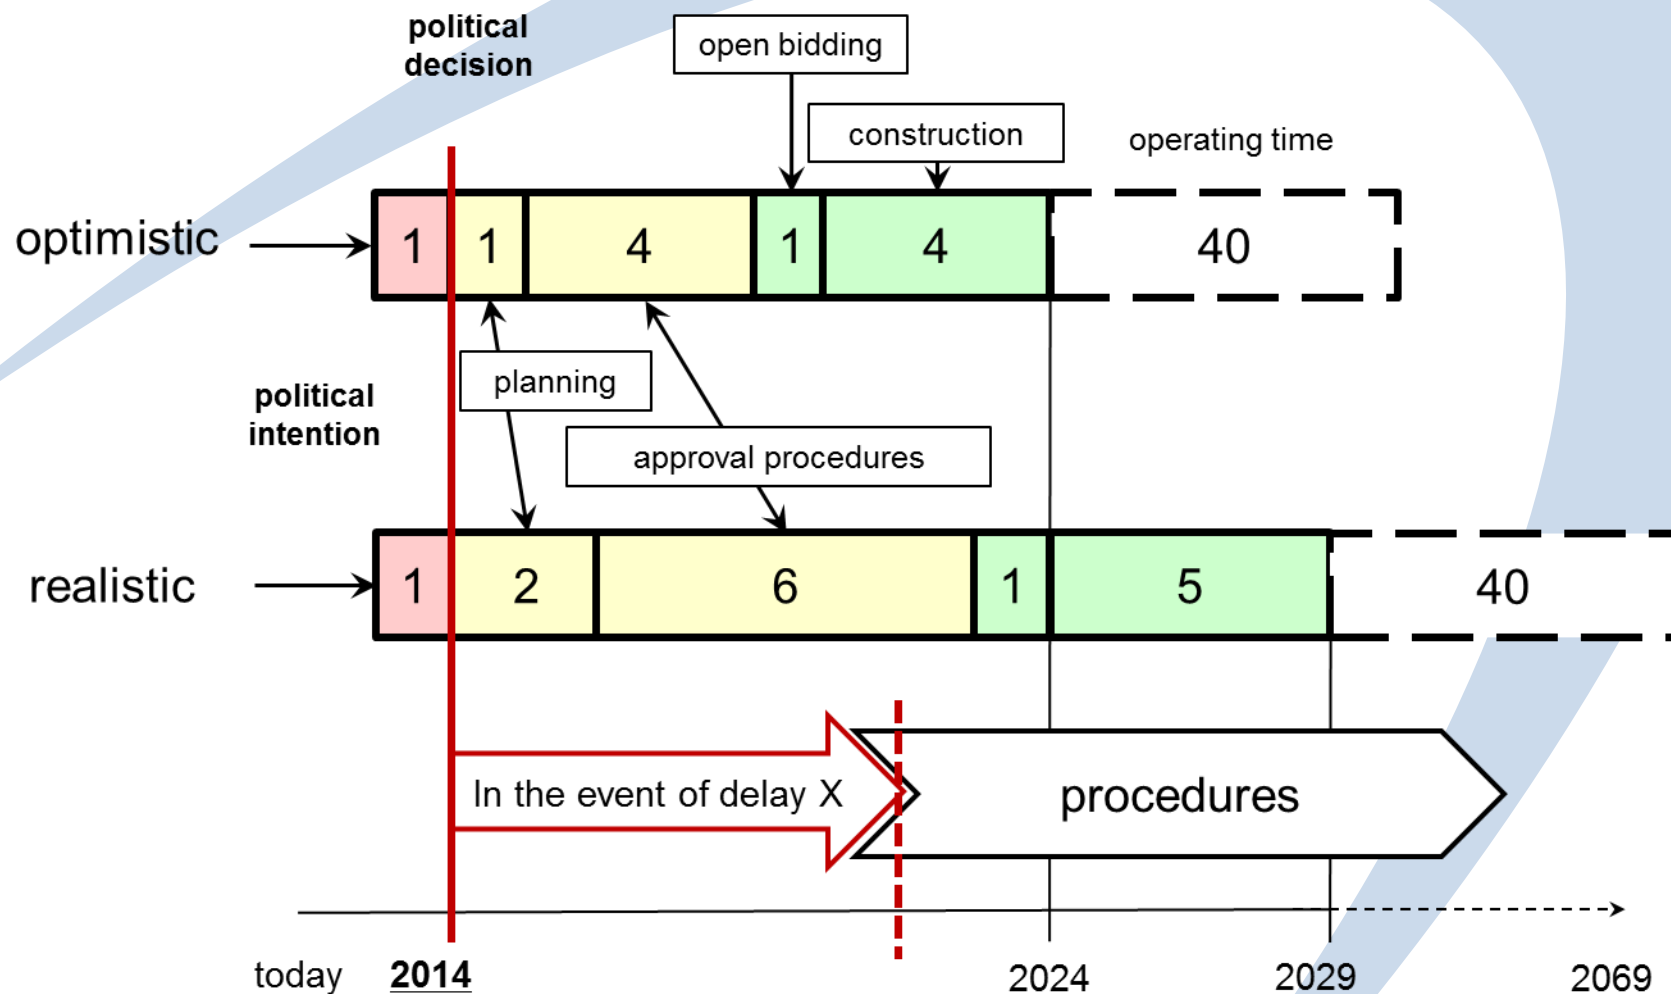 political
decision
open bidding
construction
operating time
optimistic
1
1
4
1
4
40
planning
political
intention
approval procedures
realistic
1
2
6
1
5
40
In the event of delay X
procedures
today
2014
2024
2029
2069